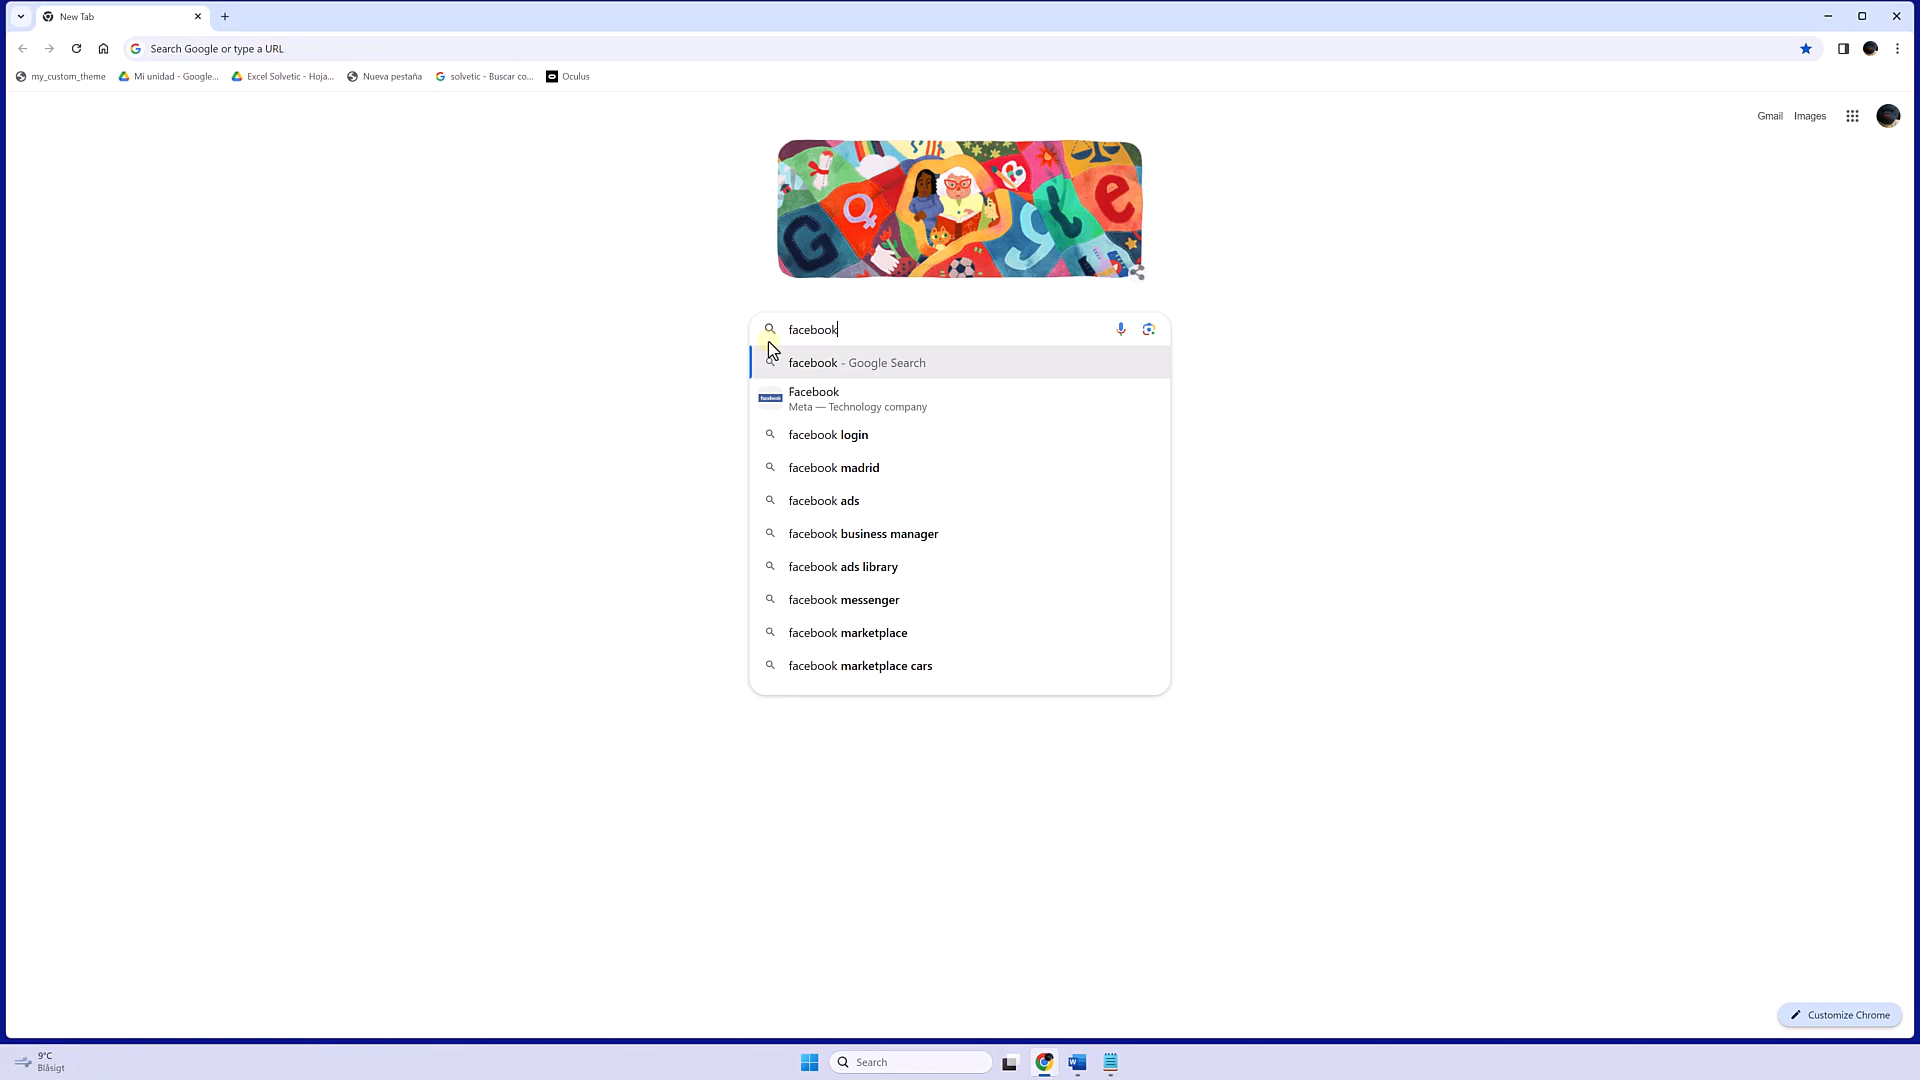 New Tab
Search Google or type a URL
my_custom_theme Mi unidad - Google... Excel Solvetic - Hoja... Nueva pestaña solvetic - Buscar co... Oculus
Gmail Images
facebook
facebook - Google Search
facebook
Facebook
Meta — Technology company
facebook login
facebook madrid
facebook ads
facebook business manager
facebook ads library
facebook messenger
facebook marketplace
facebook marketplace cars
Customize Chrome
9°C
Blåsigt
Search